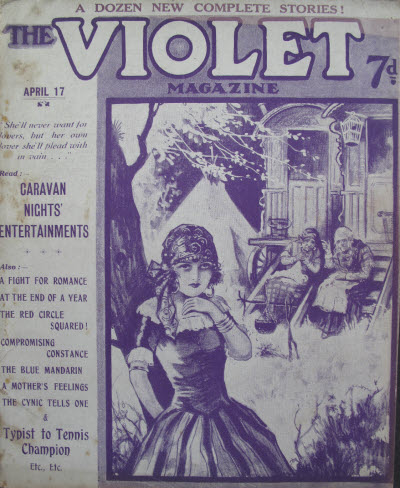 A DOZEN NEW COMPLETE STORIES!
THE VIOLET
7d.
MAGAZINE
APRIL 17
"She'll never want for
lovers, but her own
lover she'll plead with
in vain . . ."
Read:
CARAVAN
NIGHTS'
ENTERTAINMENTS
Also:—
A FIGHT FOR ROMANCE
AT THE END OF A YEAR
THE RED CIRCLE
SQUARED!
COMPROMISING
CONSTANCE
THE BLUE MANDARIN
A MOTHER'S FEELINGS
THE CYNIC TELLS ONE
&
Typist to Tennis
Champion
Etc., Etc.